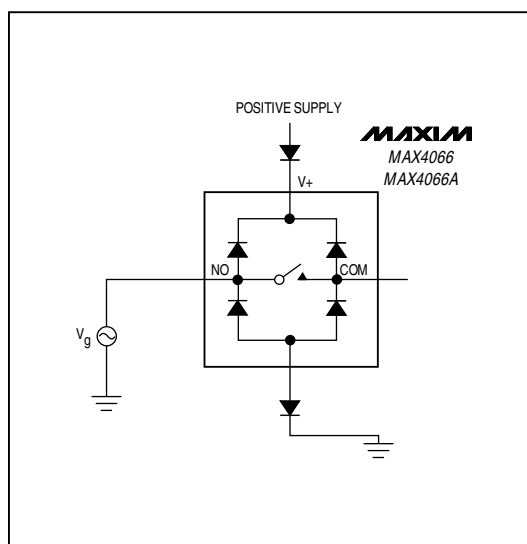 POSITIVE SUPPLY
MAXIM
MAX4066
MAX4066A
V+
NO
COM
Vg